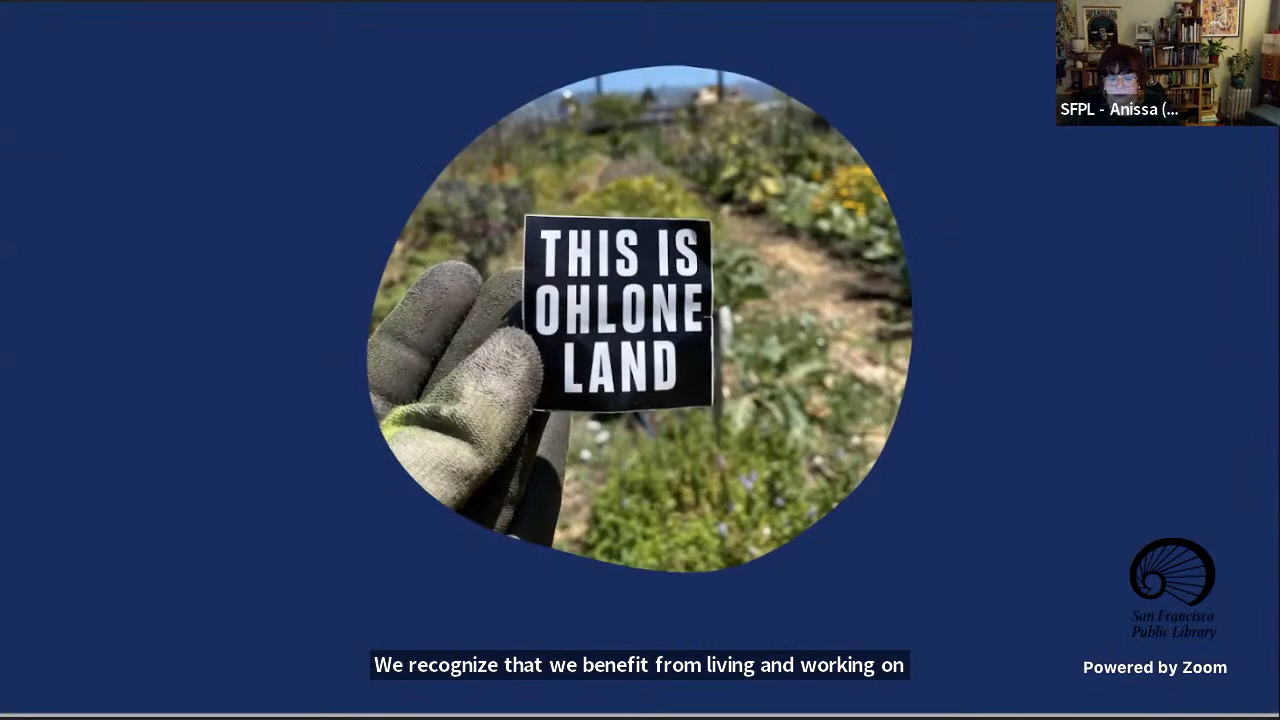 SFPL - Anissa (...
THIS IS
OHLONE
LAND
San Francisco
Public Library
We recognize that we benefit from living and working on
Powered by Zoom